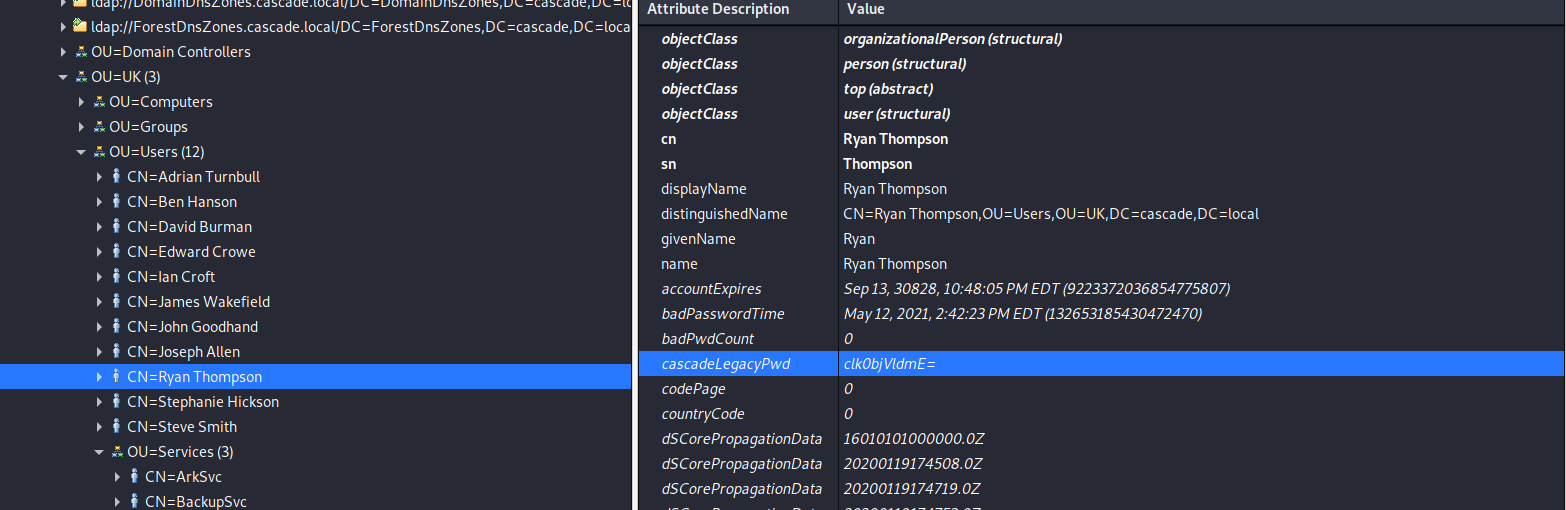 ldap://DomainDnsZones.cascade.local/DC=DomainDnsZones,DC=cascade,DC=loca
ldap://ForestDnsZones.cascade.local/DC=ForestDnsZones,DC=cascade,DC=loca
OU=Domain Controllers
OU=UK (3)
OU=Computers
OU=Groups
OU=Users (12)
CN=Adrian Turnbull
CN=Ben Hanson
CN=David Burman
CN=Edward Crowe
CN=Ian Croft
CN=James Wakefield
CN=John Goodhand
CN=Joseph Allen
CN=Ryan Thompson
CN=Stephanie Hickson
CN=Steve Smith
OU=Services (3)
CN=ArkSvc
CN=BackupSvc
Attribute Description Value
objectClass organizationalPerson (structural)
objectClass person (structural)
objectClass top (abstract)
objectClass user (structural)
cn Ryan Thompson
sn Thompson
displayName Ryan Thompson
distinguishedName CN=Ryan Thompson,OU=Users,OU=UK,DC=cascade,DC=local
givenName Ryan
name Ryan Thompson
accountExpires Sep 13, 30828, 10:48:05 PM EDT (9223372036854775807)
badPasswordTime May 12, 2021, 2:42:23 PM EDT (132653185430472470)
badPwdCount 0
cascadeLegacyPwd clk0bjVldmE=
codePage 0
countryCode 0
dSCorePropagationData 16010101000000.0Z
dSCorePropagationData 20200119174508.0Z
dSCorePropagationData 20200119174719.0Z